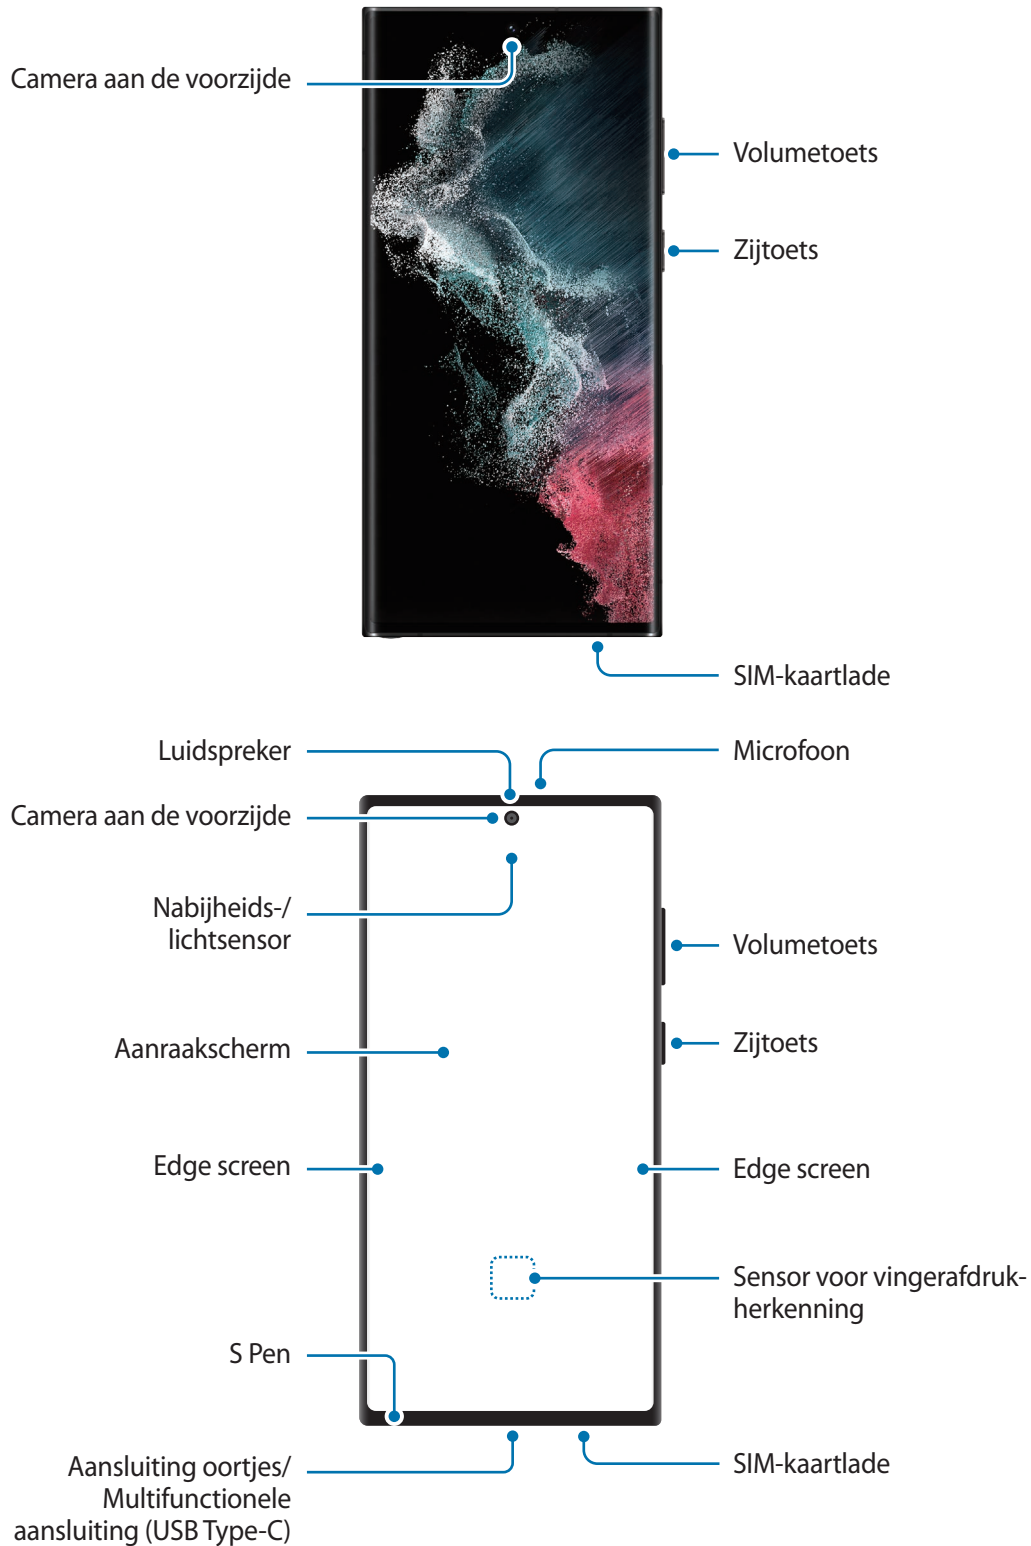 Camera aan de voorzijde
Volumetoets
Zijtoets
SIM-kaartlade
Luidspreker
Microfoon
Camera aan de voorzijde
Nabijheids-/
lichtsensor
Volumetoets
Aanraakscherm
Zijtoets
Edge screen
Edge screen
Sensor voor vingerafdruk-
herkenning
S Pen
Aansluiting oortjes/
Multifunctionele
aansluiting (USB Type-C)
SIM-kaartlade